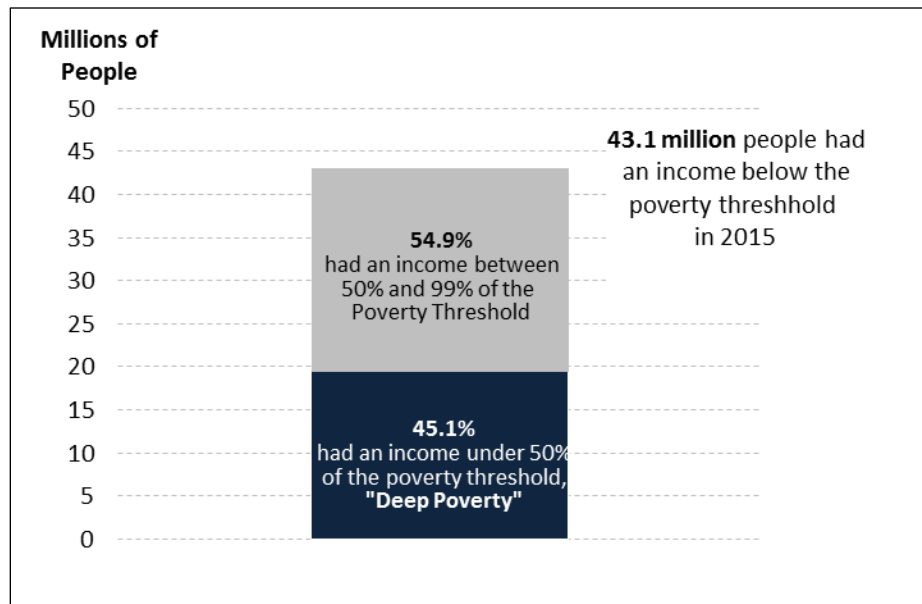 Millions of
People
50
45
40
35
30
25
20
15
10
5
0
43.1 million people had
an income below the
poverty threshhold
in 2015
54.9%
had an income between
50% and 99% of the
Poverty Threshold
45.1%
had an income under 50%
of the poverty threshold,
"Deep Poverty"